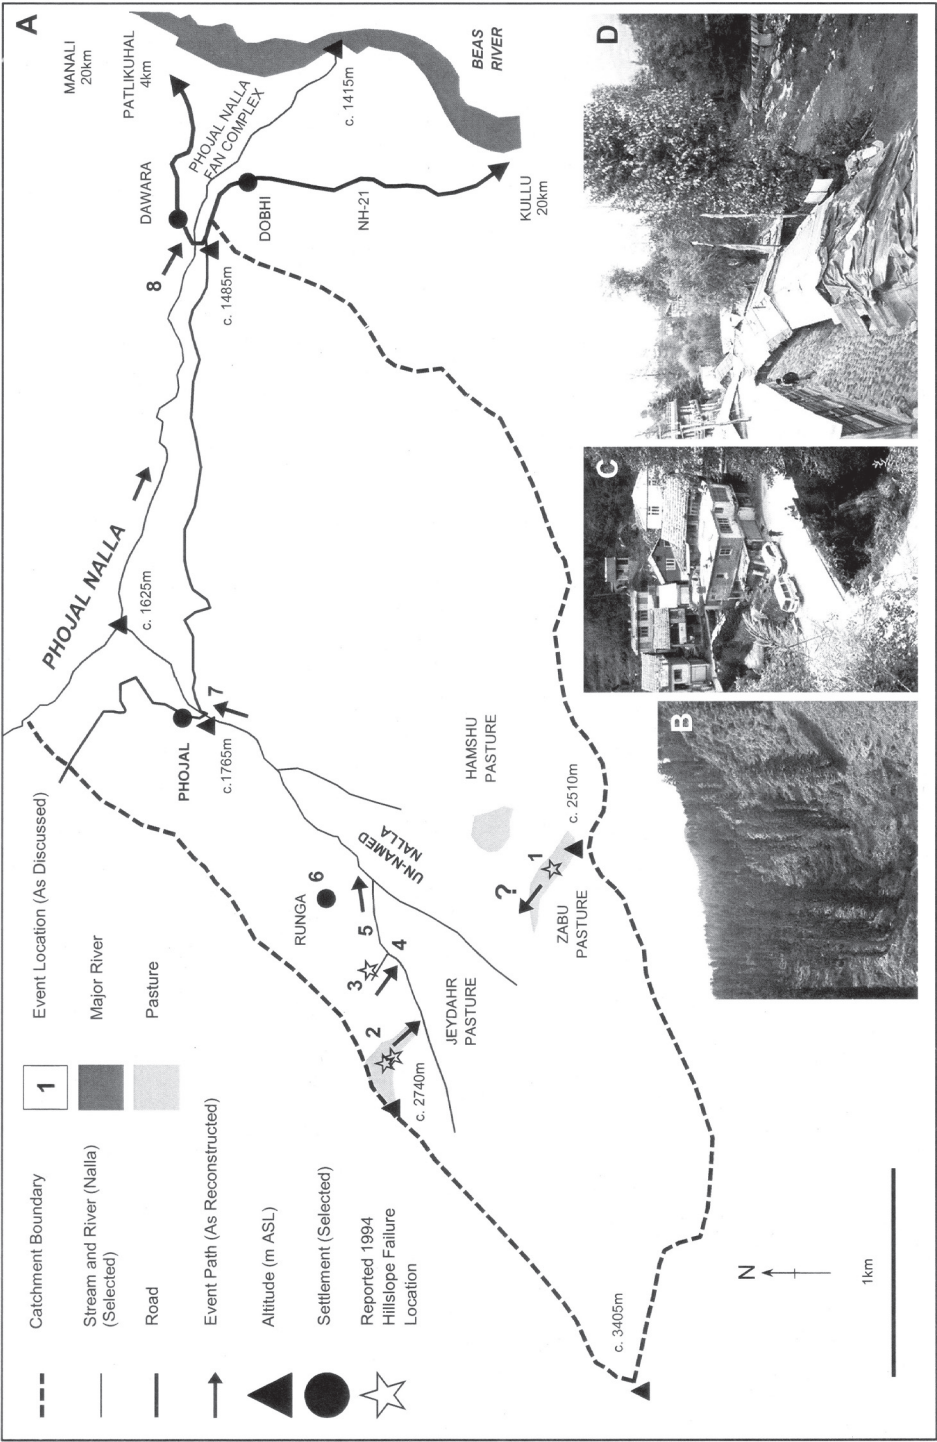 A
MANALI
20km
PATLIKUHAL
4km
BEAS
RIVER
PHOJAL NALLA
FAN COMPLEX
c. 1415m
DAWARA
DOBHI
NH-21
KULLU
20km
8
c. 1485m
PHOJAL NALLA
c. 1625m
7
PHOJAL
c.1765m
HAMSHU
PASTURE
c. 2510m
UN-NAMED
NALLA
1
?
ZABU
PASTURE
RUNGA
6
5
4
3
2
JEYDAHR
PASTURE
c. 2740m
c. 3405m
N
1km
Catchment Boundary
Stream and River (Nalla)
(Selected)
Road
Event Path (As Reconstructed)
Altitude (m ASL)
Settlement (Selected)
Reported 1994
Hillslope Failure
Location
1
Event Location (As Discussed)
Major River
Pasture
B
C
D